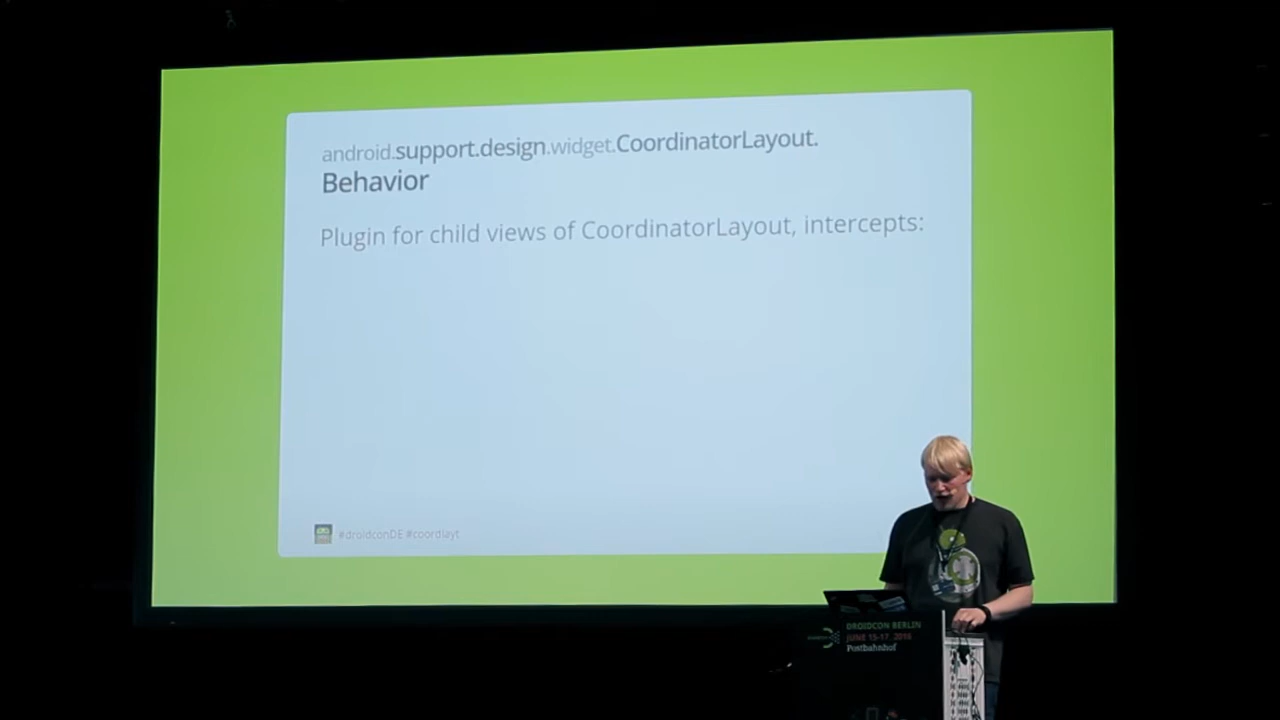 android.support.design.widget.CoordinatorLayout.
Behavior
Plugin for child views of CoordinatorLayout, intercepts:
#droidconDE #coordlayt
DROIDCON BERLIN
JUNE 15-17, 2016
Postbahnhof